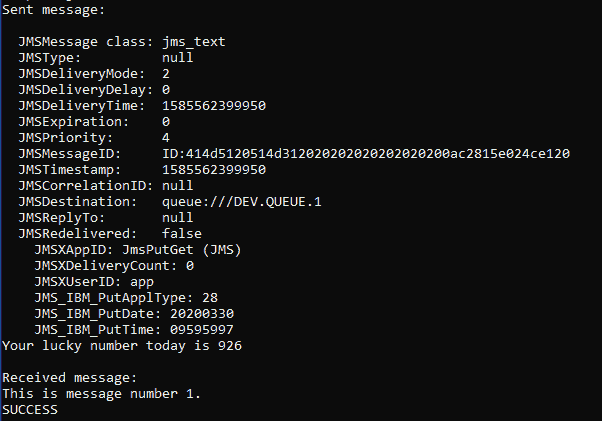 Sent message:

  JMSMessage class: jms_text
  JMSType:          null
  JMSDeliveryMode:  2
  JMSDeliveryDelay: 0
  JMSDeliveryTime:  1585562399950
  JMSExpiration:    0
  JMSPriority:      4
  JMSMessageID:     ID:414d5120514d312020202020202020200ac2815e024ce120
  JMSTimestamp:     1585562399950
  JMSCorrelationID: null
  JMSDestination:   queue:///DEV.QUEUE.1
  JMSReplyTo:       null
  JMSRedelivered:   false
    JMSXAppID: JmsPutGet (JMS)
    JMSXDeliveryCount: 0
    JMSXUserID: app
    JMS_IBM_PutApplType: 28
    JMS_IBM_PutDate: 20200330
    JMS_IBM_PutTime: 09595997
Your lucky number today is 926

Received message:
This is message number 1.
SUCCESS